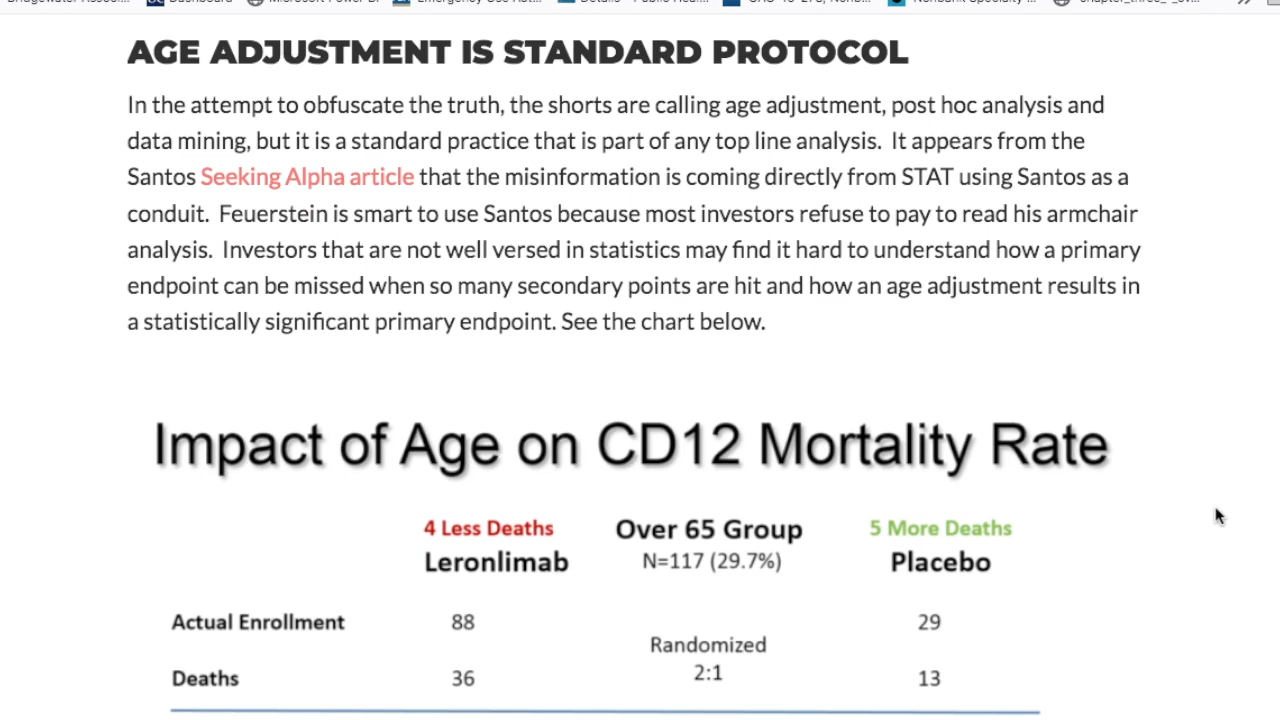 Dashboard
AGE ADJUSTMENT IS STANDARD PROTOCOL
In the attempt to obfuscate the truth, the shorts are calling age adjustment, post hoc analysis and
data mining, but it is a standard practice that is part of any top line analysis.  It appears from the
Santos Seeking Alpha article that the misinformation is coming directly from STAT using Santos as a
conduit.  Feuerstein is smart to use Santos because most investors refuse to pay to read his armchair
analysis.  Investors that are not well versed in statistics may find it hard to understand how a primary
endpoint can be missed when so many secondary points are hit and how an age adjustment results in
a statistically significant primary endpoint. See the chart below.
Impact of Age on CD12 Mortality Rate
4 Less Deaths Over 65 Group 5 More Deaths
Leronlimab N=117 (29.7%) Placebo
Actual Enrollment 88 29
Randomized
2:1
Deaths 36 13